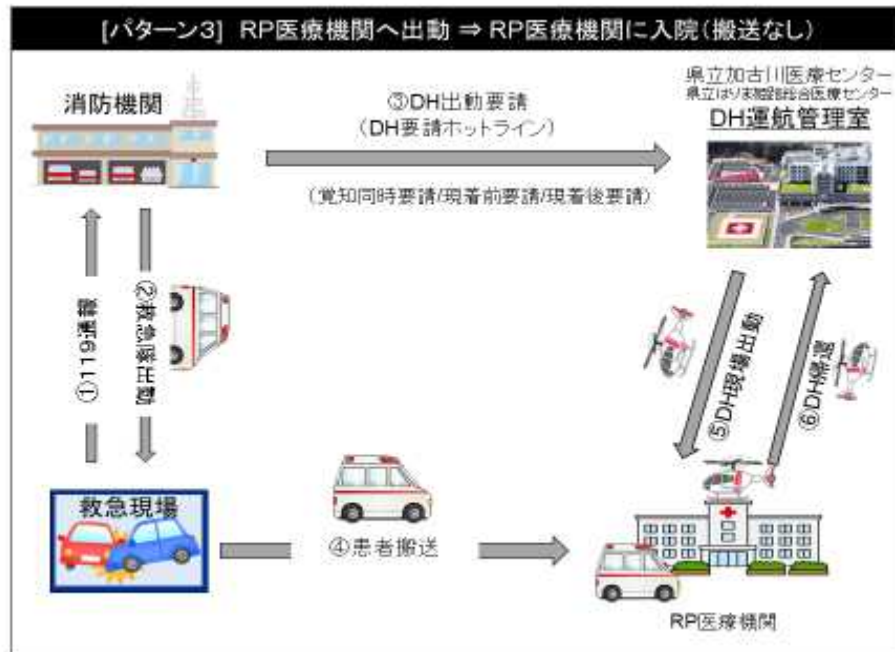 [パターン3] RP医療機関へ出動 ⇒ RP医療機関に入院(搬送なし)
消防機関
③DH出動要請
(DH要請ホットライン)
(覚知同時要請/現着前要請/現着後要請)
県立加古川医療センター
県立はりま姫路総合医療センター
DH運航管理室
①119通報
②救急隊出動
⑤DH現場出動
⑥DH帰還
救急現場
④患者搬送
RP医療機関